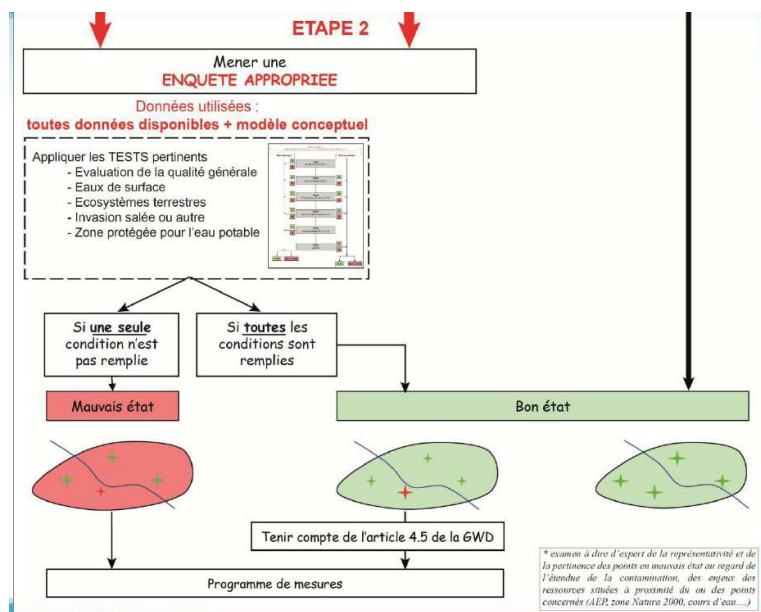 ETAPE 2
Mener une
ENQUETE APPROPRIEE
Données utilisées :
toutes données disponibles + modèle conceptuel
Appliquer les TESTS pertinents
- Evaluation de la qualité générale
- Eaux de surface
- Ecosystèmes terrestres
- Invasion salée ou autre
- Zone protégée pour l'eau potable
Si une seule
condition n'est
pas remplie
Si toutes les
conditions sont
remplies
Mauvais état
Bon état
Tenir compte de l'article 4.5 de la GWD
Programme de mesures
* examen à dire d'expert de la représentativité et de
la pertinence des points en mauvais état au regard de
l'étendue de la contamination, des enjeux des
ressources situées à proximité du ou des points
concernés (AEP, zone Natura 2000, cours d'eau....)